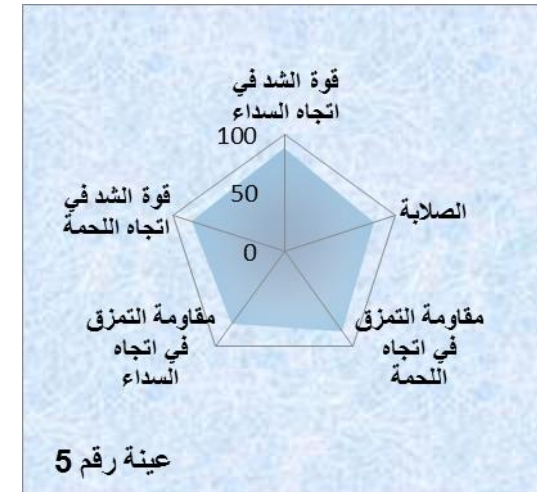 قوة الشد في
اتجاه السداء
100
50
0
الصلابة
مقاومة التمزق
في اتجاه
اللحمة
مقاومة التمزق
في اتجاه
السداء
قوة الشد في
اتجاه اللحمة
عينة رقم 5